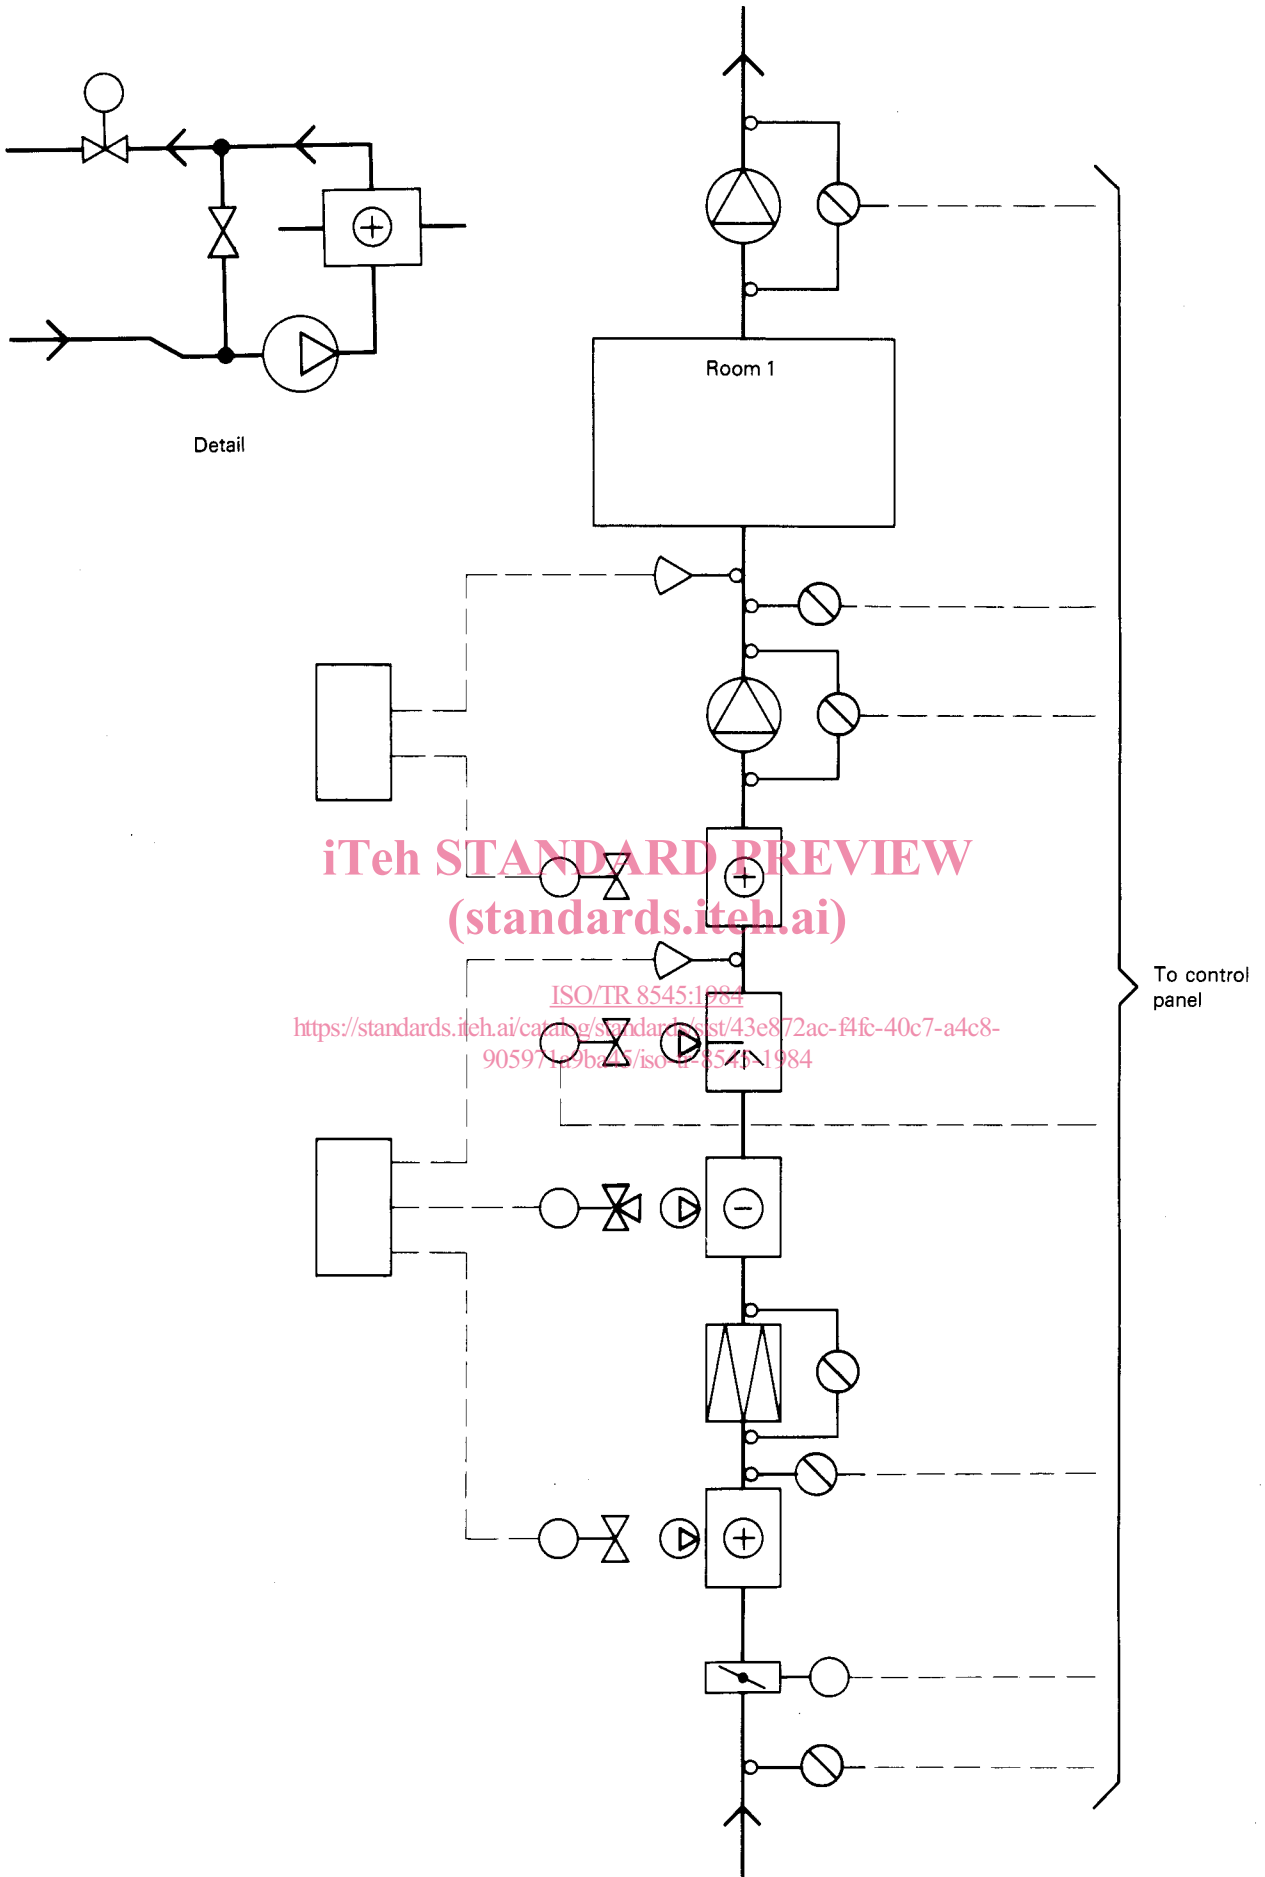 Room 1
Detail
iTeh STANDARD PREVIEW
(standards.iteh.ai)
To control
panel
ISO/TR 8545:1984
https://standards.iteh.ai/catalog/standards/sist/43e872ac-f4fc-40c7-a4c8-
905971a9ba45/iso-tr-8545-1984